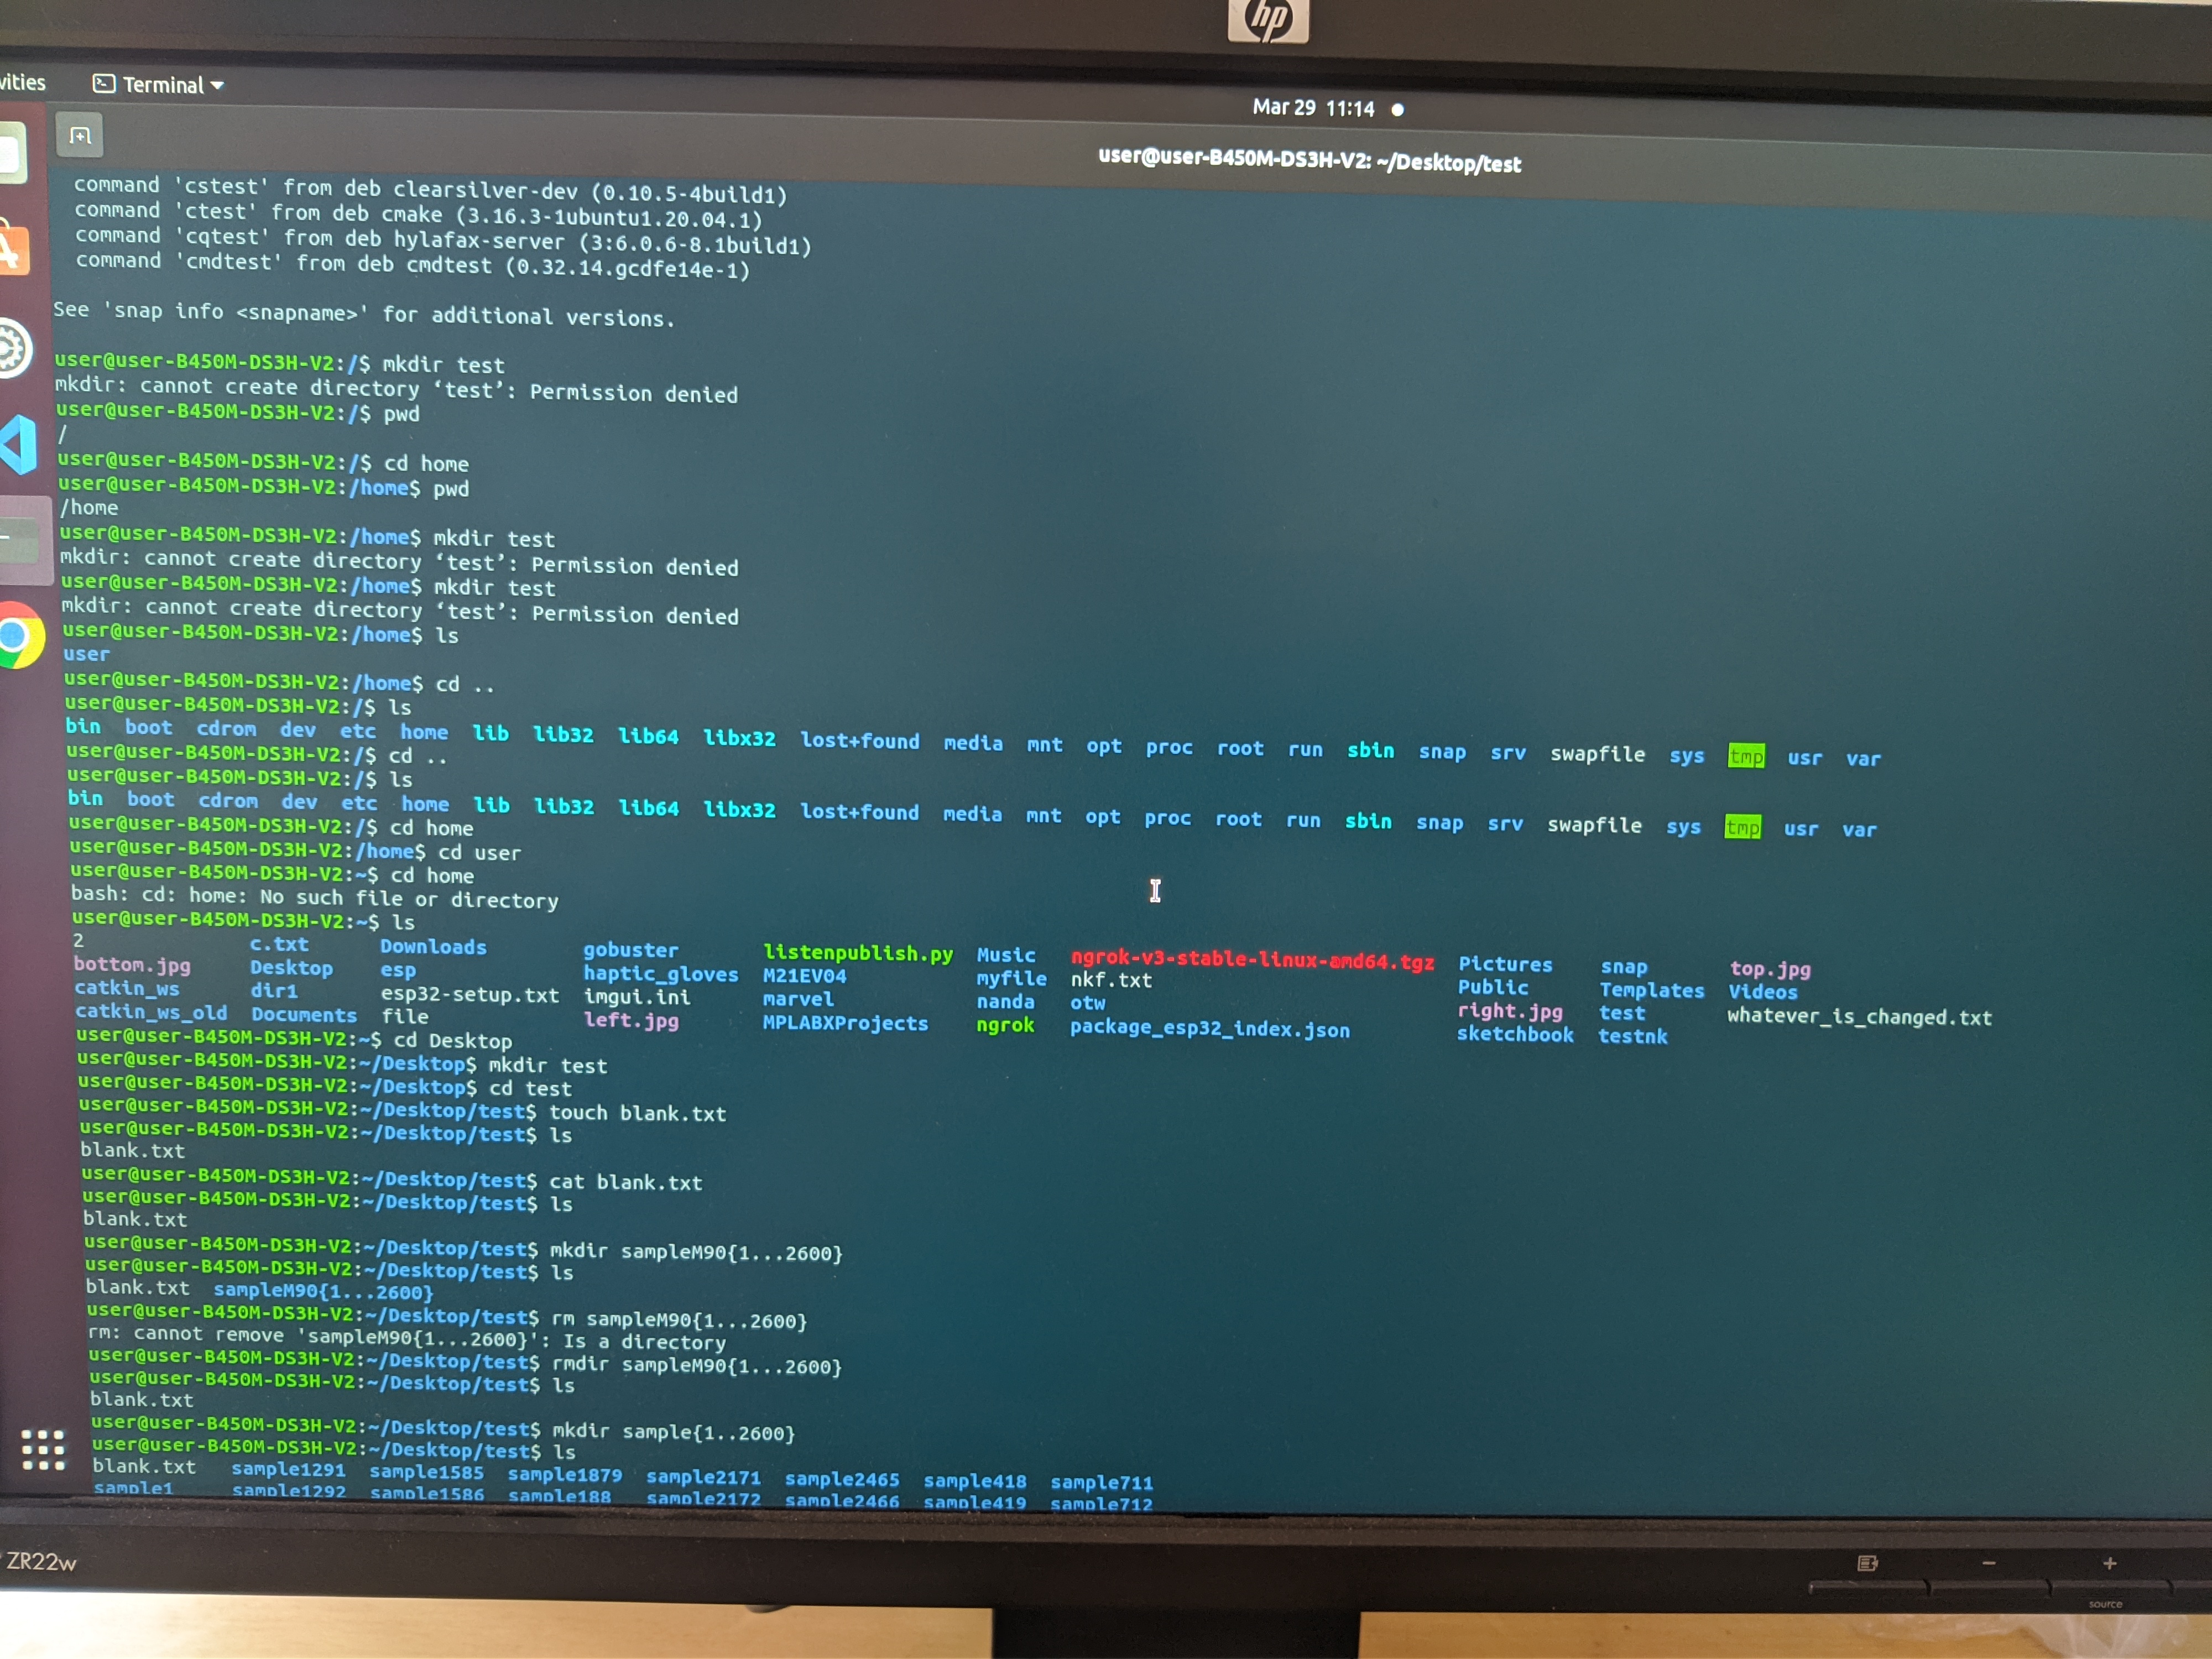 hp
vities Terminal
Mar 29 11:14
user@user-B450M-DS3H-V2: ~/Desktop/test
command 'cstest' from deb clearsilver-dev (0.10.5-4build1)
command 'ctest' from deb cmake (3.16.3-1ubuntu1.20.04.1)
command 'cqtest' from deb hylafax-server (3:6.0.6-8.1build1)
command 'cmdtest' from deb cmdtest (0.32.14.gcdfe14e-1)
See 'snap info <snapname>' for additional versions.
user@user-B450M-DS3H-V2:/$ mkdir test
mkdir: cannot create directory ‘test’: Permission denied
user@user-B450M-DS3H-V2:/$ pwd
/
user@user-B450M-DS3H-V2:/$ cd home
user@user-B450M-DS3H-V2:/home$ pwd
/home
user@user-B450M-DS3H-V2:/home$ mkdir test
mkdir: cannot create directory ‘test’: Permission denied
user@user-B450M-DS3H-V2:/home$ mkdir test
mkdir: cannot create directory ‘test’: Permission denied
user@user-B450M-DS3H-V2:/home$ ls
user
user@user-B450M-DS3H-V2:/home$ cd ..
user@user-B450M-DS3H-V2:/$ ls
bin boot cdrom dev etc home lib lib32 lib64 libx32 lost+found media mnt opt proc root run sbin snap srv swapfile sys tmp usr var
user@user-B450M-DS3H-V2:/$ cd ..
user@user-B450M-DS3H-V2:/$ ls
bin boot cdrom dev etc home lib lib32 lib64 libx32 lost+found media mnt opt proc root run sbin snap srv swapfile sys tmp usr var
user@user-B450M-DS3H-V2:/$ cd home
user@user-B450M-DS3H-V2:/home$ cd user
user@user-B450M-DS3H-V2:~$ cd home
bash: cd: home: No such file or directory
user@user-B450M-DS3H-V2:~$ ls
2 c.txt Downloads gobuster listenpublish.py Music ngrok-v3-stable-linux-amd64.tgz Pictures snap top.jpg
bottom.jpg Desktop esp haptic_gloves M21EV04 myfile nkf.txt Public Templates Videos
catkin_ws dir1 esp32-setup.txt imgui.ini marvel nanda otw right.jpg test whatever_is_changed.txt
catkin_ws_old Documents file left.jpg MPLABXProjects ngrok package_esp32_index.json sketchbook testnk
user@user-B450M-DS3H-V2:~$ cd Desktop
user@user-B450M-DS3H-V2:~/Desktop$ mkdir test
user@user-B450M-DS3H-V2:~/Desktop$ cd test
user@user-B450M-DS3H-V2:~/Desktop/test$ touch blank.txt
user@user-B450M-DS3H-V2:~/Desktop/test$ ls
blank.txt
user@user-B450M-DS3H-V2:~/Desktop/test$ cat blank.txt
user@user-B450M-DS3H-V2:~/Desktop/test$ ls
blank.txt
user@user-B450M-DS3H-V2:~/Desktop/test$ mkdir sampleM90{1...2600}
user@user-B450M-DS3H-V2:~/Desktop/test$ ls
blank.txt sampleM90{1...2600}
user@user-B450M-DS3H-V2:~/Desktop/test$ rm sampleM90{1...2600}
rm: cannot remove 'sampleM90{1...2600}': Is a directory
user@user-B450M-DS3H-V2:~/Desktop/test$ rmdir sampleM90{1...2600}
user@user-B450M-DS3H-V2:~/Desktop/test$ ls
blank.txt
user@user-B450M-DS3H-V2:~/Desktop/test$ mkdir sample{1..2600}
user@user-B450M-DS3H-V2:~/Desktop/test$ ls
blank.txt sample1291 sample1585 sample1879 sample2171 sample2465 sample418 sample711
sample1 sample1292 sample1586 sample188 sample2172 sample2466 sample419 sample712
ZR22w
source